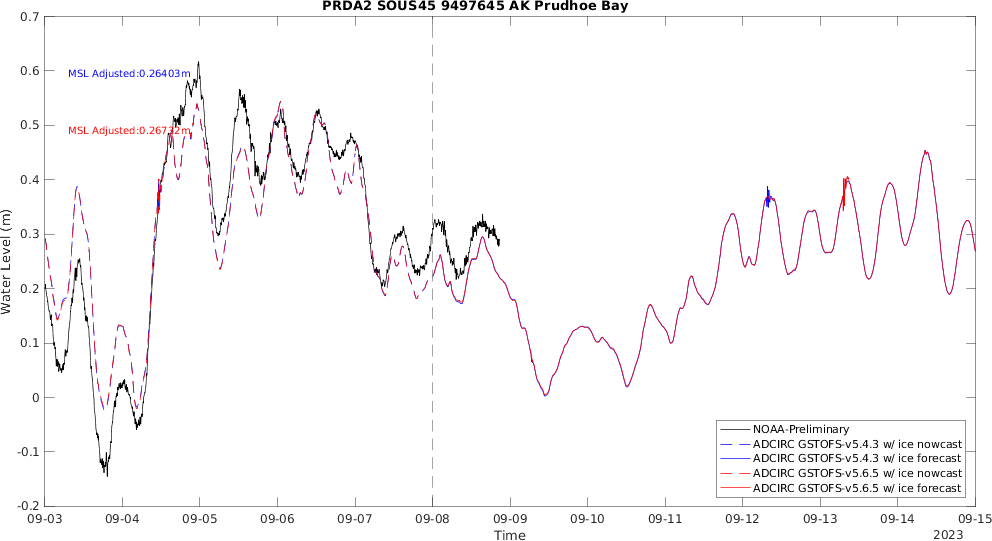 PRDA2 SOUS45 9497645 AK Prudhoe Bay
0.7
0.6
0.5
0.4
0.3
0.2
0.1
0
-0.1
-0.2
Water Level (m)
MSL Adjusted:0.26403m
MSL Adjusted:0.26732m
NOAA-Preliminary
ADCIRC GSTOFS-v5.4.3 w/ ice nowcast
ADCIRC GSTOFS-v5.4.3 w/ ice forecast
ADCIRC GSTOFS-v5.6.5 w/ ice nowcast
ADCIRC GSTOFS-v5.6.5 w/ ice forecast
09-03 09-04 09-05 09-06 09-07 09-08 09-09 09-10 09-11 09-12 09-13 09-14 09-15
Time
2023